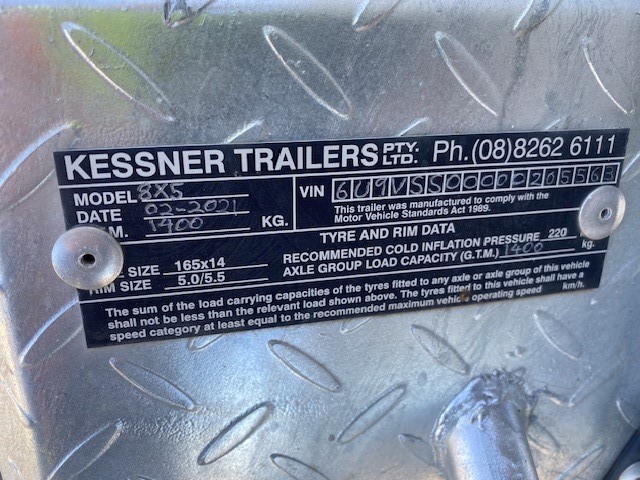 KESSNER TRAILERS PTY. LTD. Ph. (08) 8262 6111
MODEL 8X5
DATE 02-2021
.M. 1400 KG.
VIN 6U9VSS00000205563
This trailer was manufactured to comply with the
Motor Vehicle Standards Act 1989.
TYRE AND RIM DATA
SIZE 165x14
RIM SIZE 5.0/5.5
RECOMMENDED COLD INFLATION PRESSURE 220
AXLE GROUP LOAD CAPACITY (G.T.M.) 1400 kg.
The sum of the load carrying capacities of the tyres fitted to any axle or axle group of this vehicle
shall not be less than the relevant load shown above. The tyres fitted to this vehicle shall have a
speed category at least equal to the recommended maximum vehicle operating speed km/h.